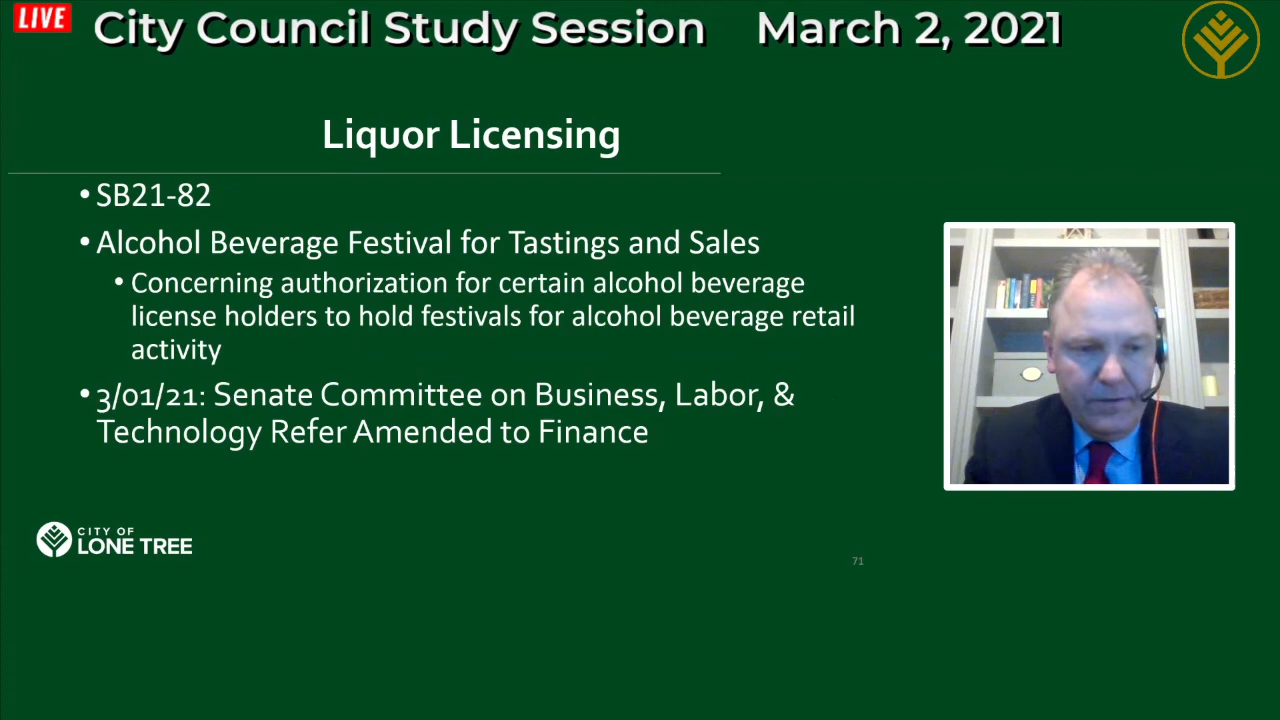 LIVE
City Council Study Session March 2, 2021
Liquor Licensing
• SB21-82
• Alcohol Beverage Festival for Tastings and Sales
• Concerning authorization for certain alcohol beverage
license holders to hold festivals for alcohol beverage retail
activity
• 3/01/21: Senate Committee on Business, Labor, &
Technology Refer Amended to Finance
CITY OF
LONE TREE
71